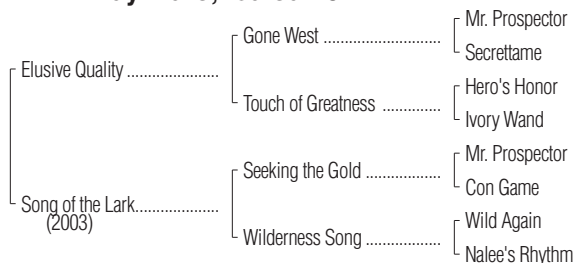 Mr. Prospector
Gone West ........................
Secrettame
Elusive Quality ......................
Hero's Honor
Touch of Greatness ...............
Ivory Wand
Mr. Prospector
Seeking the Gold ...................
Con Game
Song of the Lark....................
(2003)
Wild Again
Wilderness Song ...................
Nalee's Rhythm